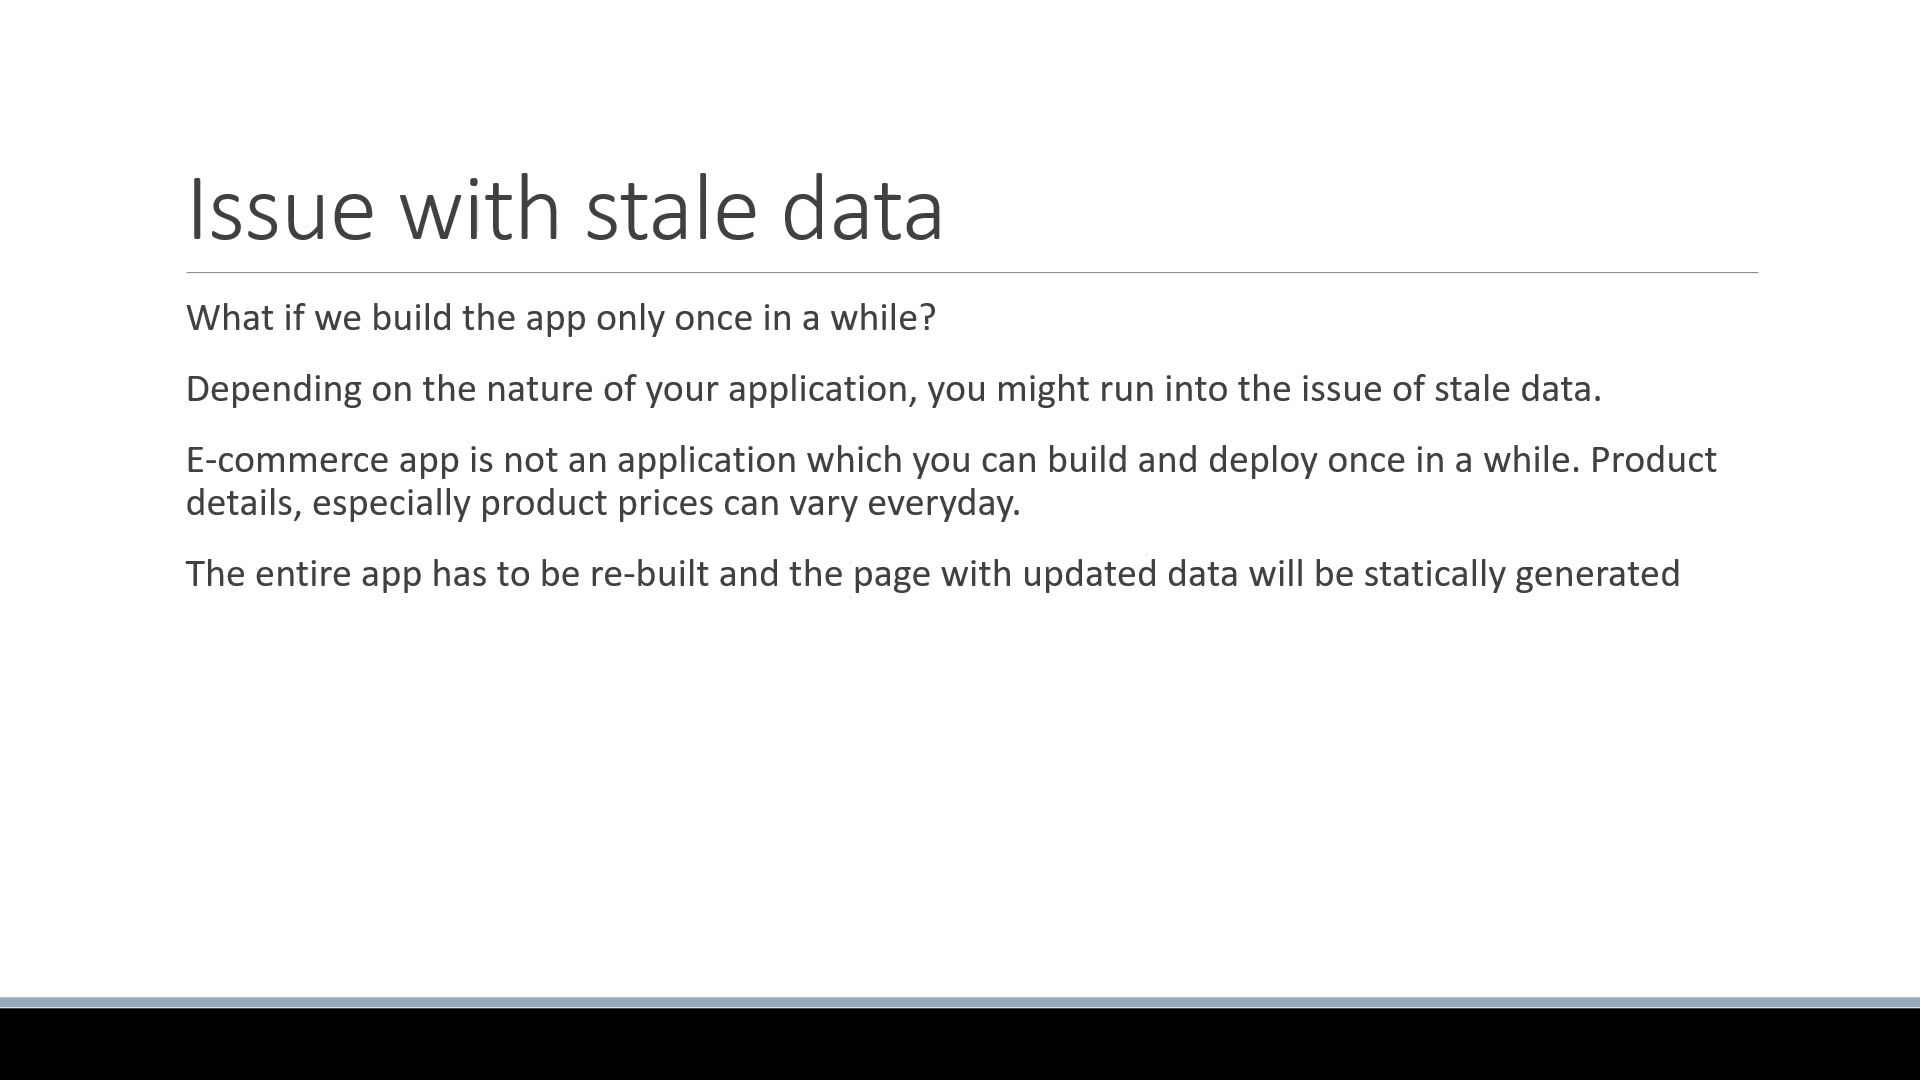 Issue with stale data
What if we build the app only once in a while?
Depending on the nature of your application, you might run into the issue of stale data.
E-commerce app is not an application which you can build and deploy once in a while. Product
details, especially product prices can vary everyday.
The entire app has to be re-built and the page with updated data will be statically generated